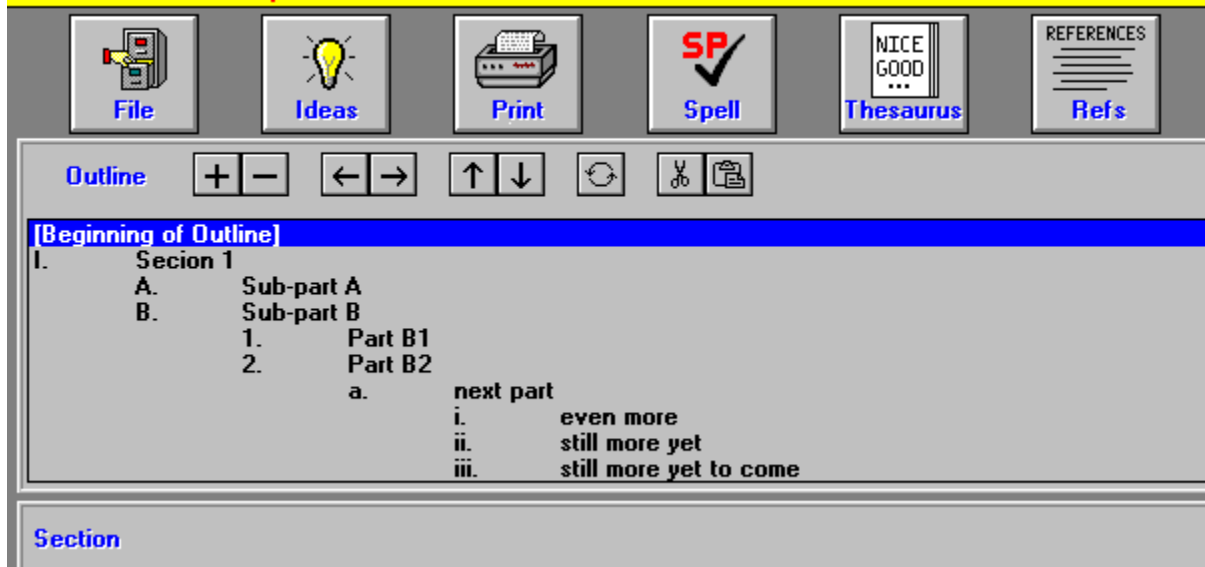 SP
NICE
GOOD
...
REFERENCES
File Ideas Print Spell Thesaurus Refs
Outline + − ← → ↑ ↓
[Beginning of Outline]
I. Secion 1
A. Sub-part A
B. Sub-part B
1. Part B1
2. Part B2
a. next part
i. even more
ii. still more yet
iii. still more yet to come
Section